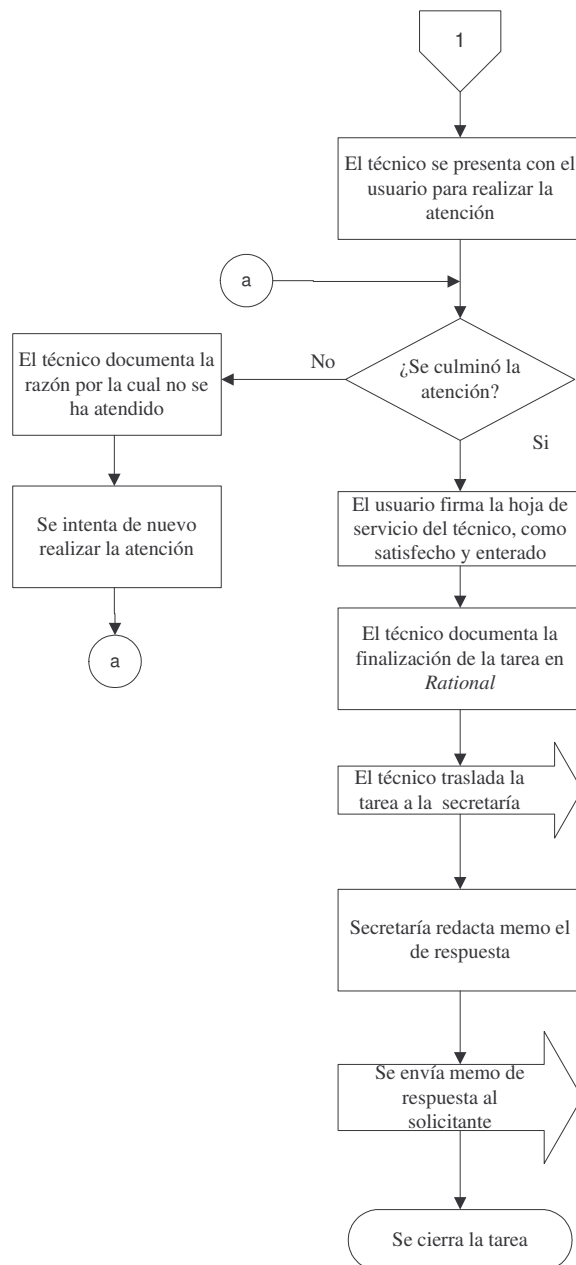 1
El técnico se presenta con el
usuario para realizar la
atención
a
¿Se culminó la
atención?
No
Si
El técnico documenta la
razón por la cual no se
ha atendido
Se intenta de nuevo
realizar la atención
a
El usuario firma la hoja de
servicio del técnico, como
satisfecho y enterado
El técnico documenta la
finalización de la tarea en
Rational
El técnico traslada la
tarea a la secretaría
Secretaría redacta memo el
de respuesta
Se envía memo de
respuesta al
solicitante
Se cierra la tarea